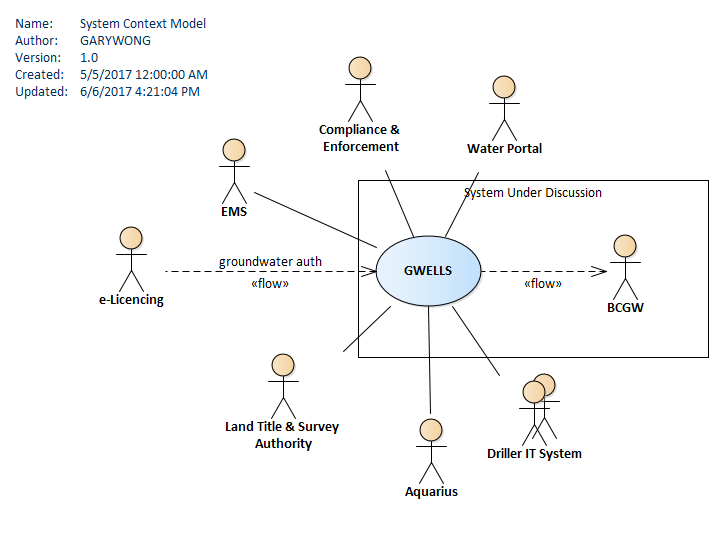 Name: System Context Model
Author: GARYWONG
Version: 1.0
Created: 5/5/2017 12:00:00 AM
Updated: 6/6/2017 4:21:04 PM
Compliance &
Enforcement
Water Portal
EMS
System Under Discussion
groundwater auth
«flow»
GWELLS
«flow»
e-Licencing
BCGW
Land Title & Survey
Authority
Driller IT System
Aquarius